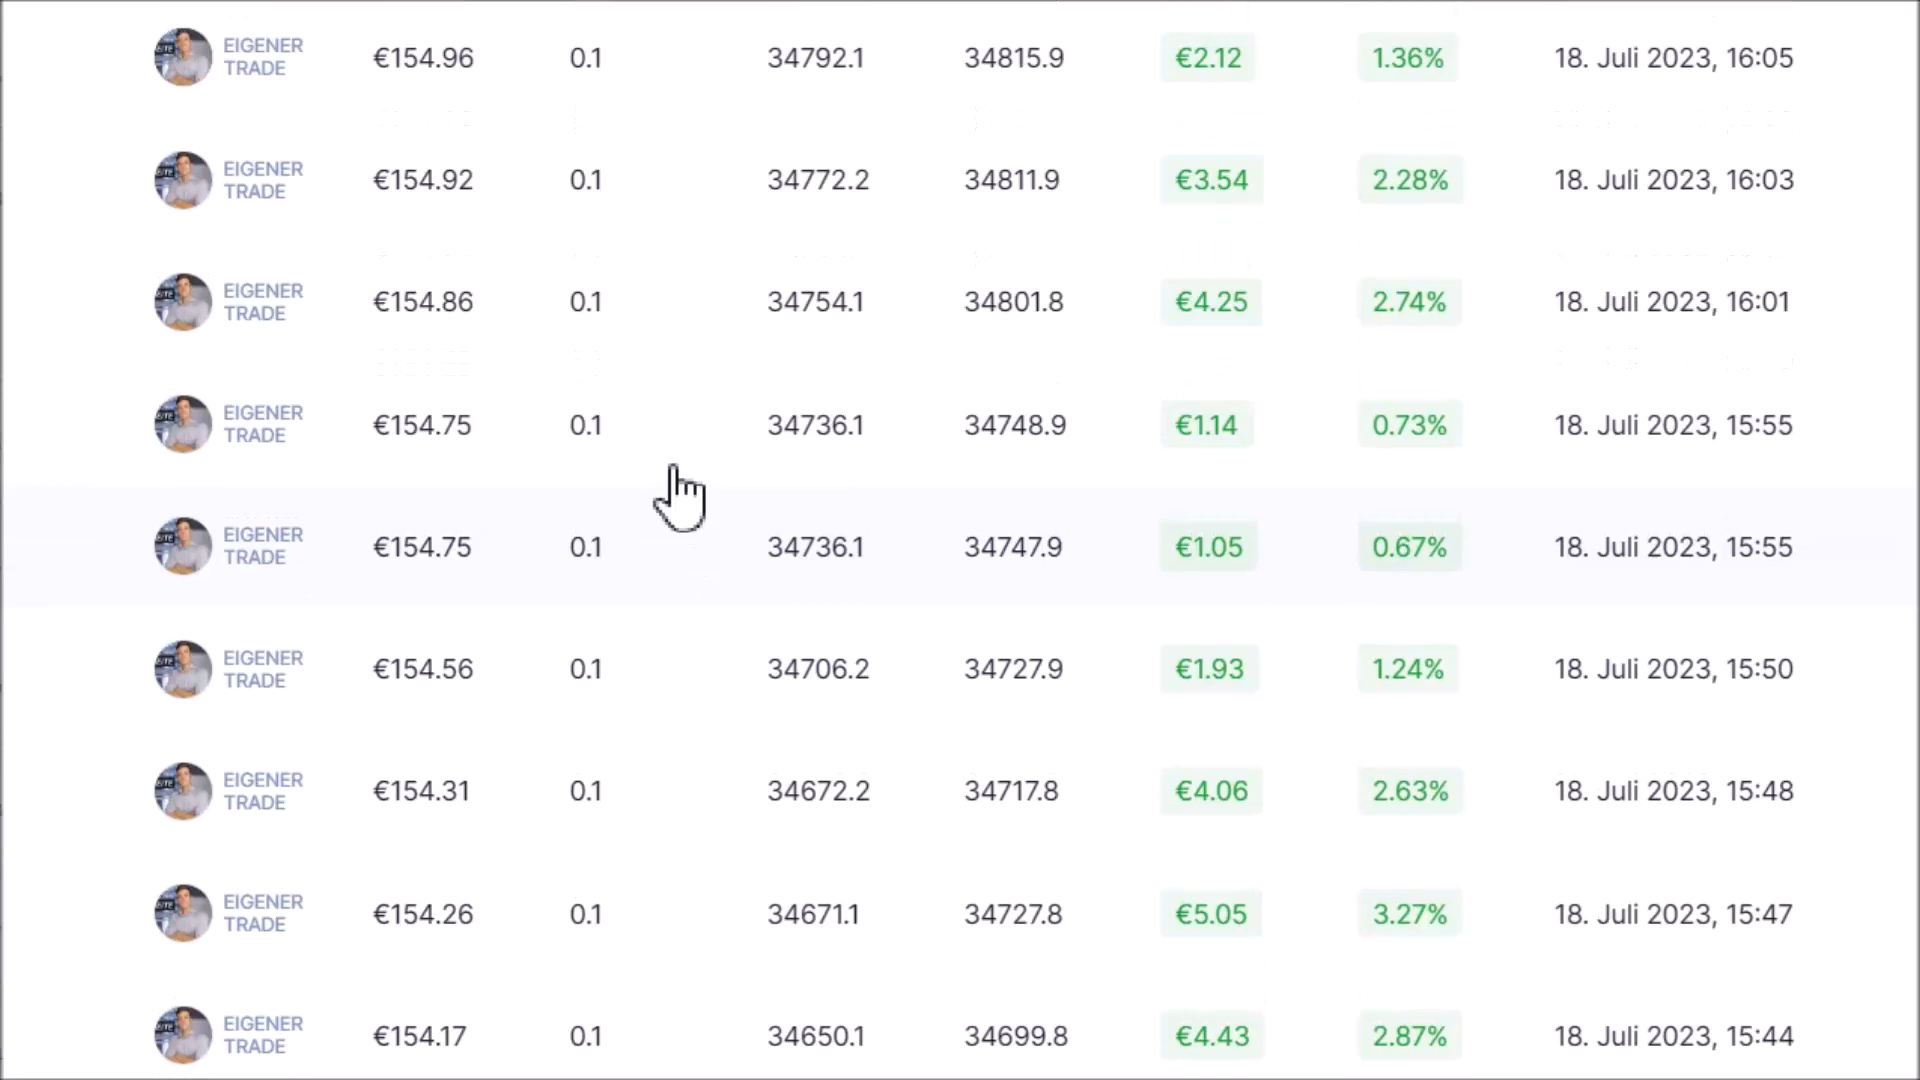 EIGENER TRADE €154.96 0.1 34792.1 34815.9 €2.12 1.36% 18. Juli 2023, 16:05
EIGENER TRADE €154.92 0.1 34772.2 34811.9 €3.54 2.28% 18. Juli 2023, 16:03
EIGENER TRADE €154.86 0.1 34754.1 34801.8 €4.25 2.74% 18. Juli 2023, 16:01
EIGENER TRADE €154.75 0.1 34736.1 34748.9 €1.14 0.73% 18. Juli 2023, 15:55
EIGENER TRADE €154.75 0.1 34736.1 34747.9 €1.05 0.67% 18. Juli 2023, 15:55
EIGENER TRADE €154.56 0.1 34706.2 34727.9 €1.93 1.24% 18. Juli 2023, 15:50
EIGENER TRADE €154.31 0.1 34672.2 34717.8 €4.06 2.63% 18. Juli 2023, 15:48
EIGENER TRADE €154.26 0.1 34671.1 34727.8 €5.05 3.27% 18. Juli 2023, 15:47
EIGENER TRADE €154.17 0.1 34650.1 34699.8 €4.43 2.87% 18. Juli 2023, 15:44